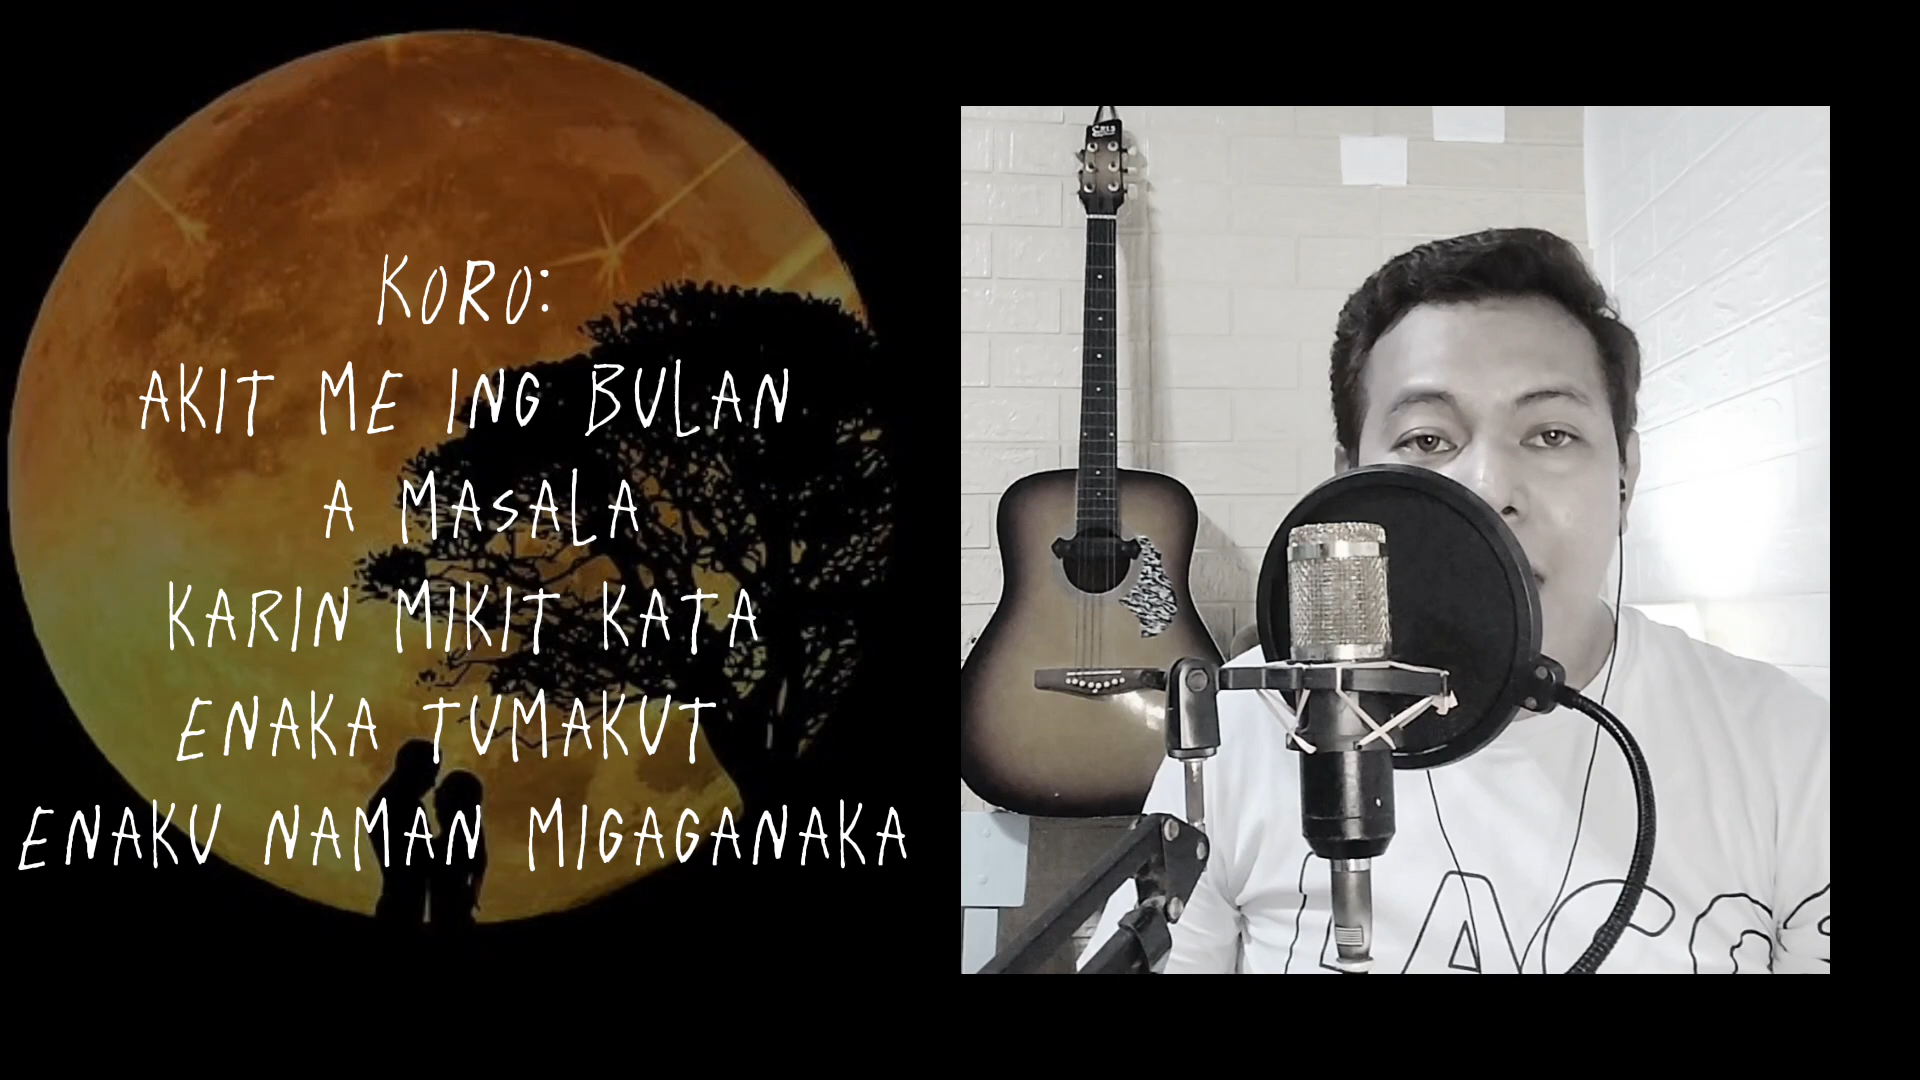 KORO:
AKIT ME ING BULAN
A MASALA
KARIN MIKIT KATA
ENAKA TUMAKUT
ENAKU NAMAN MIGAGANAKA